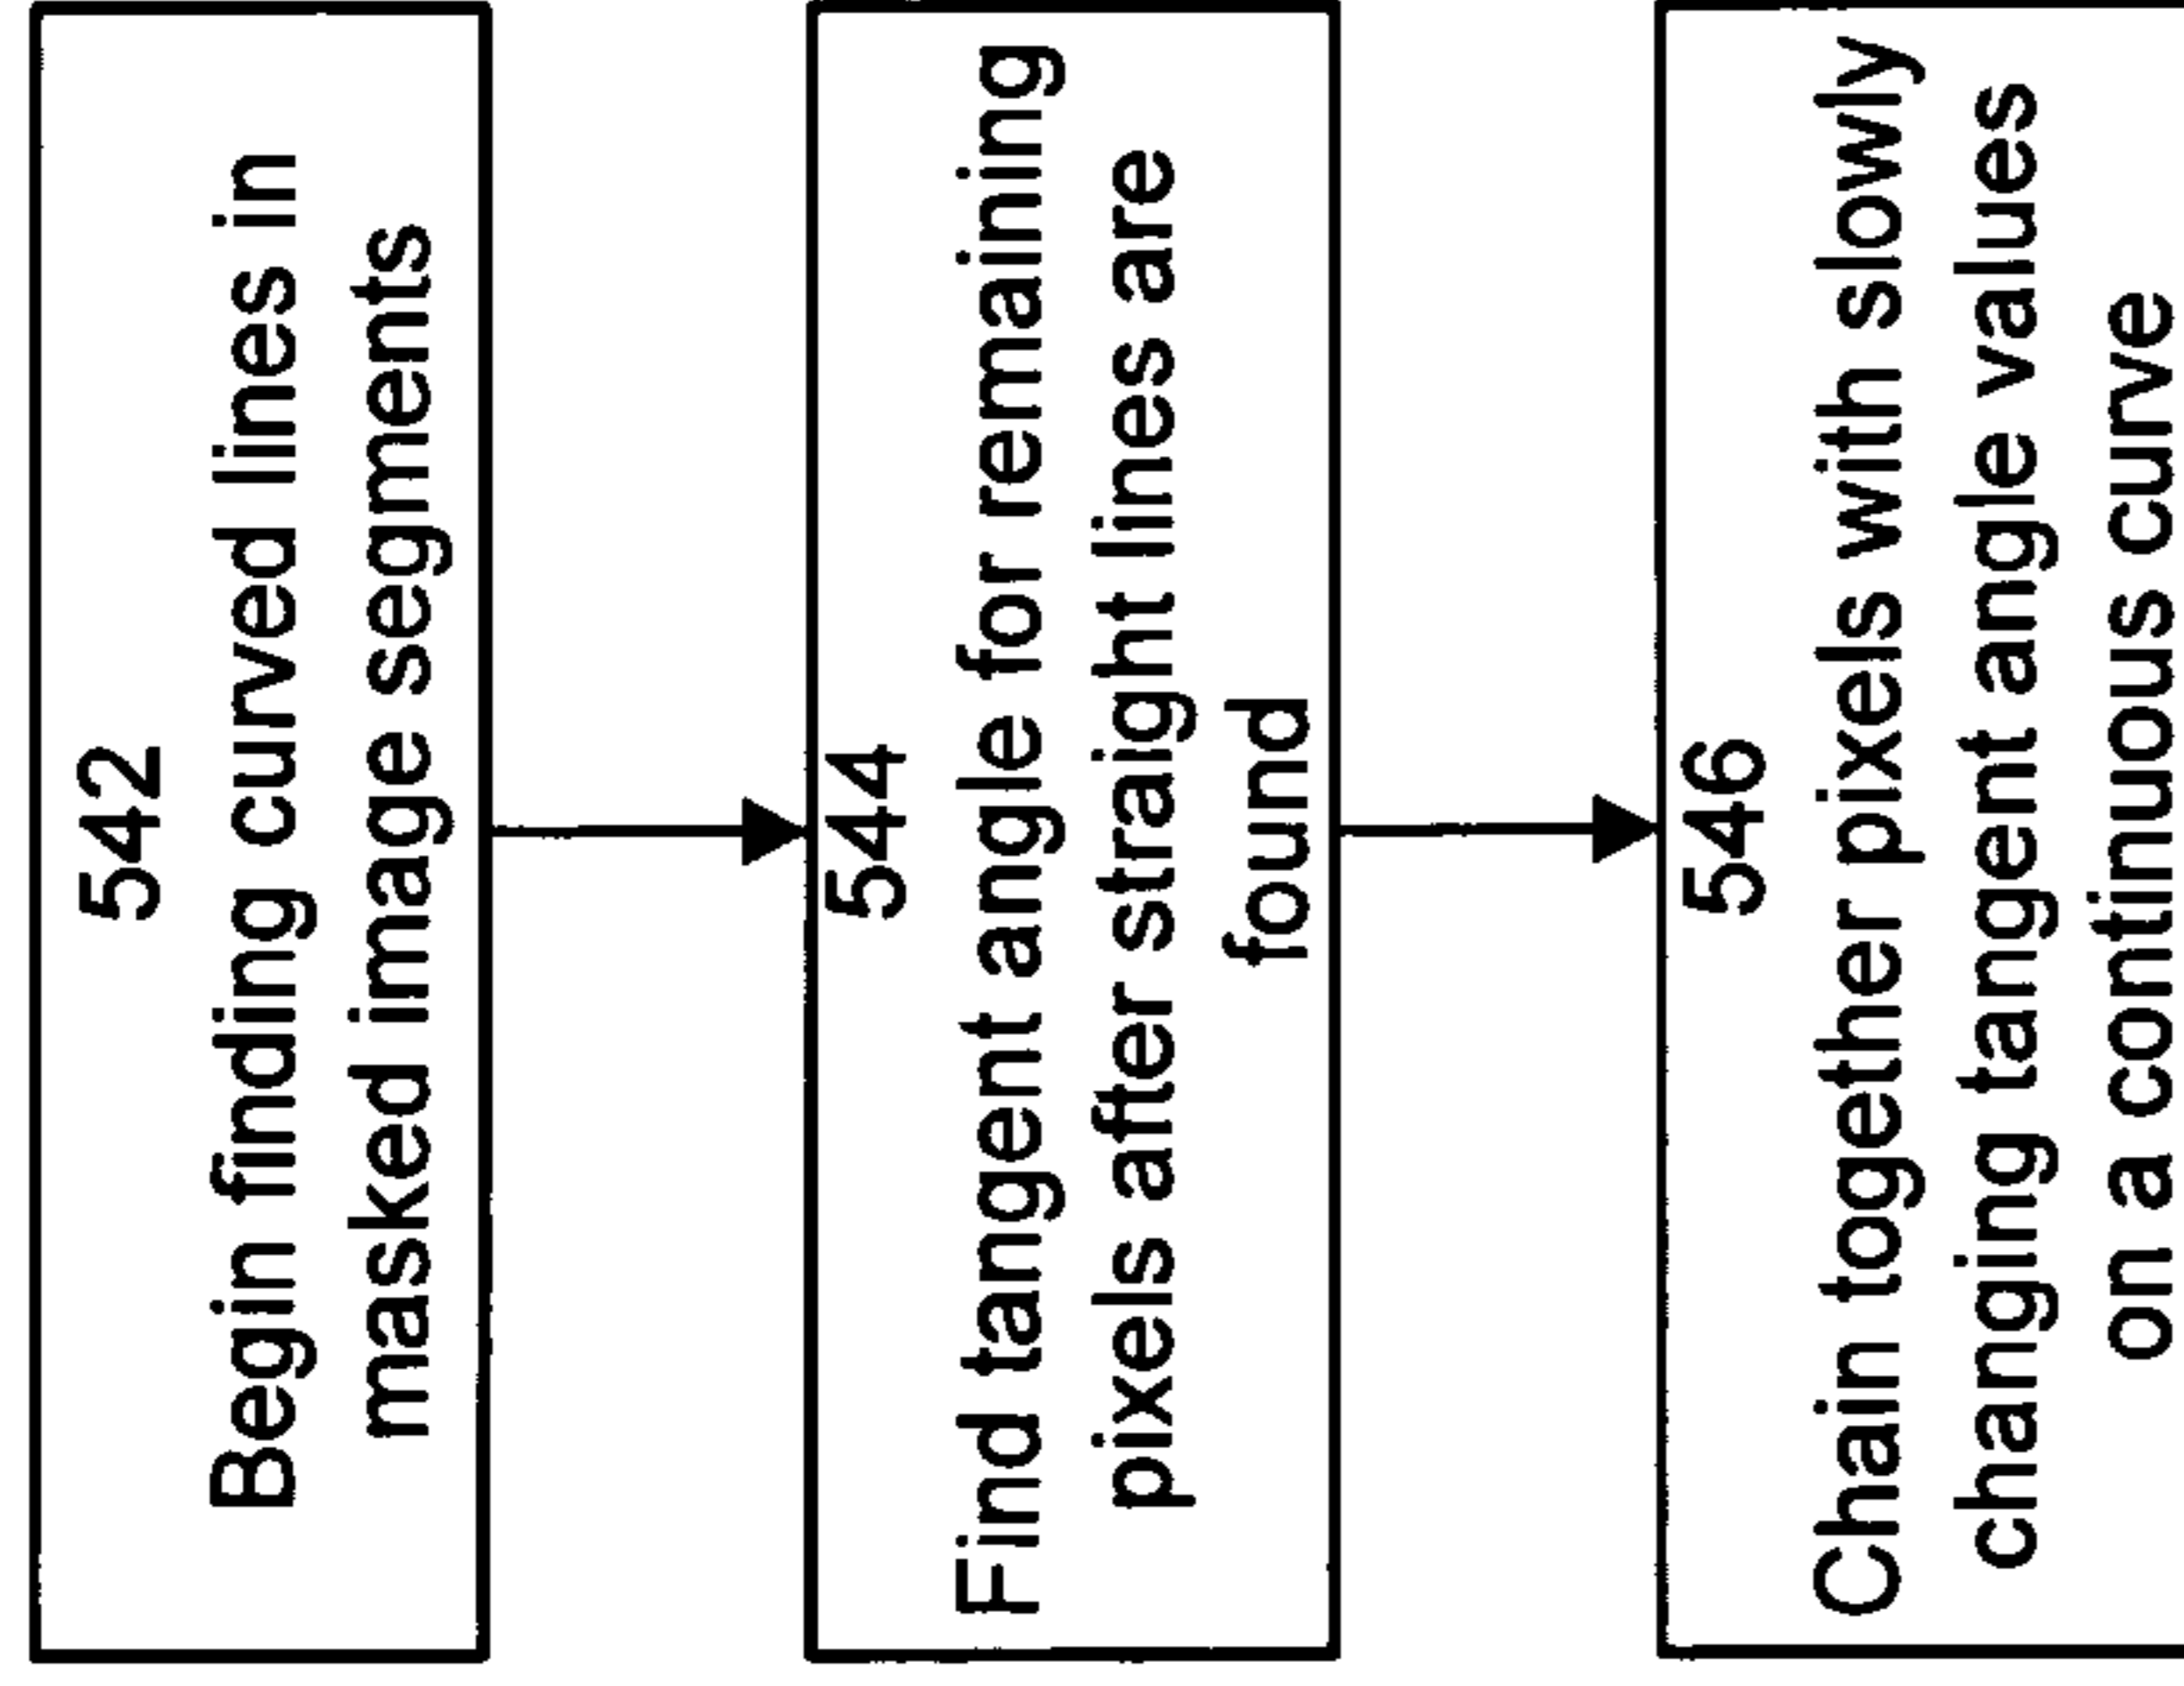 542
Begin finding curved lines in
masked image segments
544
Find tangent angle for remaining
pixels after straight lines are
found
546
Chain together pixels with slowly
changing tangent angle values
on a continuous curve